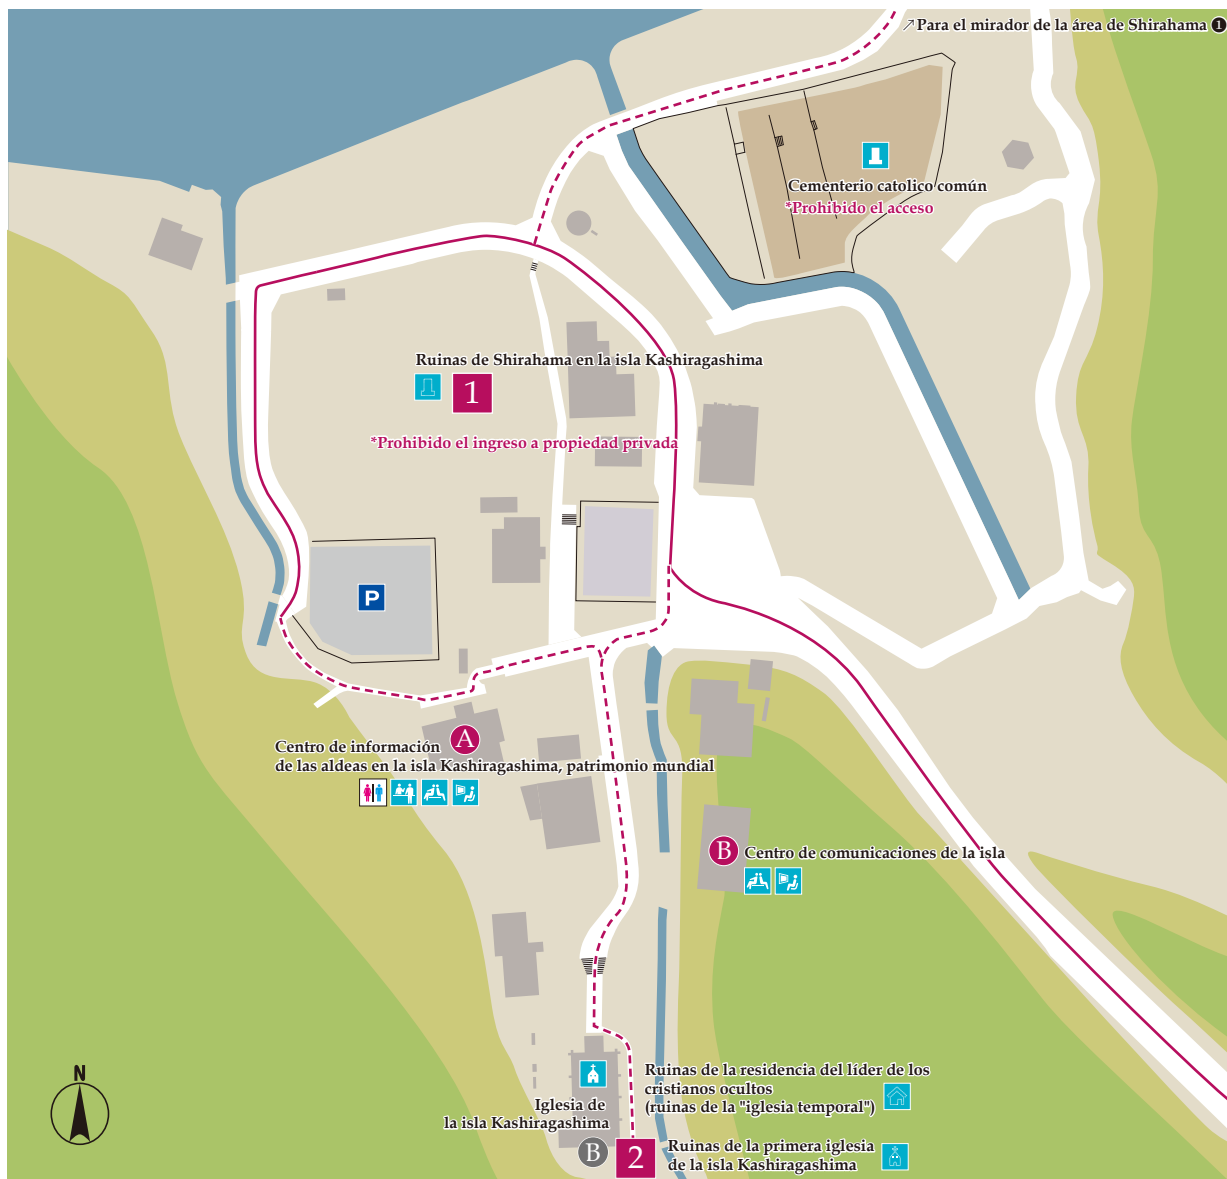 ↗Para el mirador de la área de Shirahama ❶
Cementerio catolico común
*Prohibido el acceso
Ruinas de Shirahama en la isla Kashiragashima
1
*Prohibido el ingreso a propiedad privada
P
Centro de información A
de las aldeas en la isla Kashiragashima, patrimonio mundial
B Centro de comunicaciones de la isla
N
Ruinas de la residencia del líder de los
cristianos ocultos
(ruinas de la "iglesia temporal")
Iglesia de
la isla Kashiragashima
B
2
Ruinas de la primera iglesia
de la isla Kashiragashima